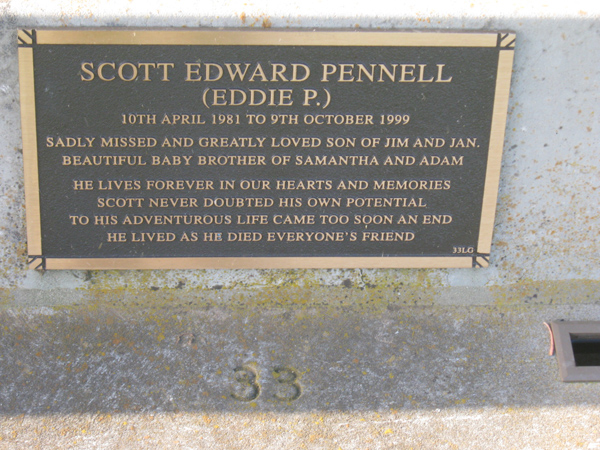 SCOTT EDWARD PENNELL
(EDDIE P.)
10TH APRIL 1981 TO 9TH OCTOBER 1999
SADLY MISSED AND GREATLY LOVED SON OF JIM AND JAN.
BEAUTIFUL BABY BROTHER OF SAMANTHA AND ADAM
HE LIVES FOREVER IN OUR HEARTS AND MEMORIES
SCOTT NEVER DOUBTED HIS OWN POTENTIAL
TO HIS ADVENTUROUS LIFE CAME TOO SOON AN END
HE LIVED AS HE DIED EVERYONE'S FRIEND
33LG
33